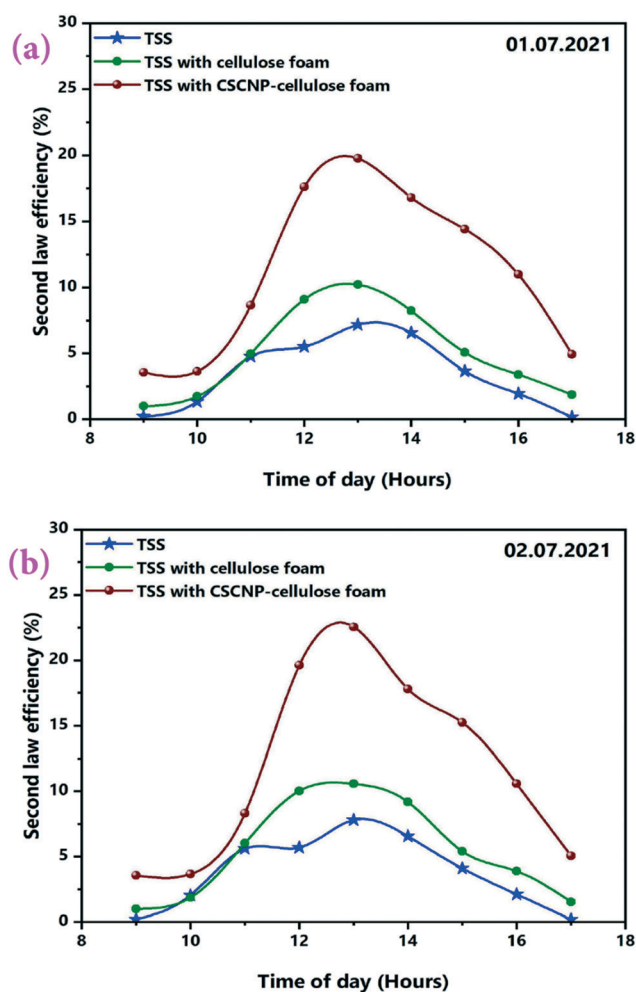 (a)
01.07.2021
TSS
TSS with cellulose foam
TSS with CSCNP-cellulose foam
Second law efficiency (%)
30
25
20
15
10
5
0
8 10 12 14 16 18
Time of day (Hours)
(b)
02.07.2021
TSS
TSS with cellulose foam
TSS with CSCNP-cellulose foam
Second law efficiency (%)
30
25
20
15
10
5
0
8 10 12 14 16 18
Time of day (Hours)